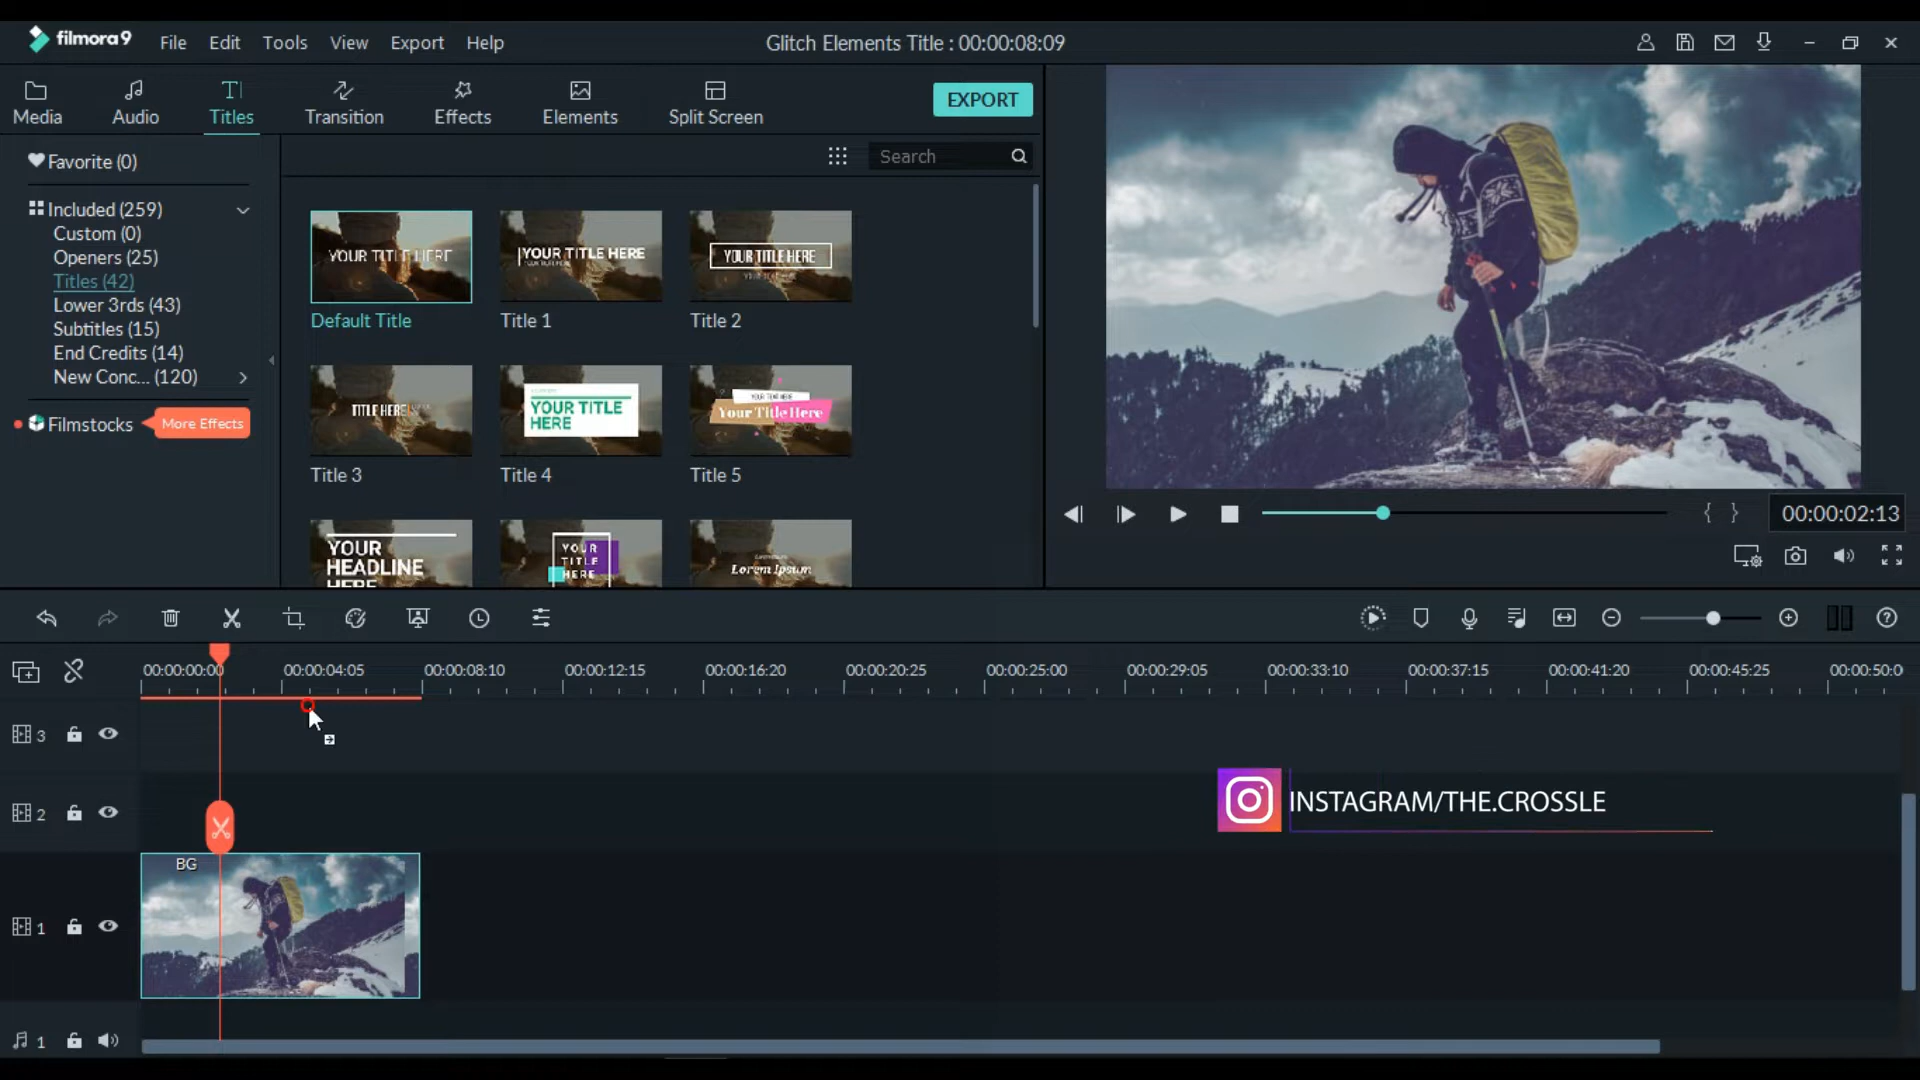 filmora9
File Edit Tools View Export Help
Glitch Elements Title : 00:00:08:09
Media Audio Titles Transition Effects Elements Split Screen
EXPORT
Favorite (0)
Included (259)
Custom (0)
Openers (25)
Titles (42)
Lower 3rds (43)
Subtitles (15)
End Credits (14)
New Conc... (120)
Filmstocks
More Effects
Search
YOUR TITLE HERE
YOUR TITLE HERE
YOUR TITLE HERE
Default Title
Title 1
Title 2
TITLE HERE
YOUR TITLE
HERE
YOUR TEXT HERE
Your Title Here
Title 3
Title 4
Title 5
YOUR
HEADLINE
HERE
YOUR
TITLE
HERE
Lorem Ipsum
00:00:02:13
00:00:00:00 00:00:04:05 00:00:08:10 00:00:12:15 00:00:16:20 00:00:20:25 00:00:25:00 00:00:29:05 00:00:33:10 00:00:37:15 00:00:41:20 00:00:45:25 00:00:50:0
3
2
INSTAGRAM/THE.CROSSLE
BG
1
1